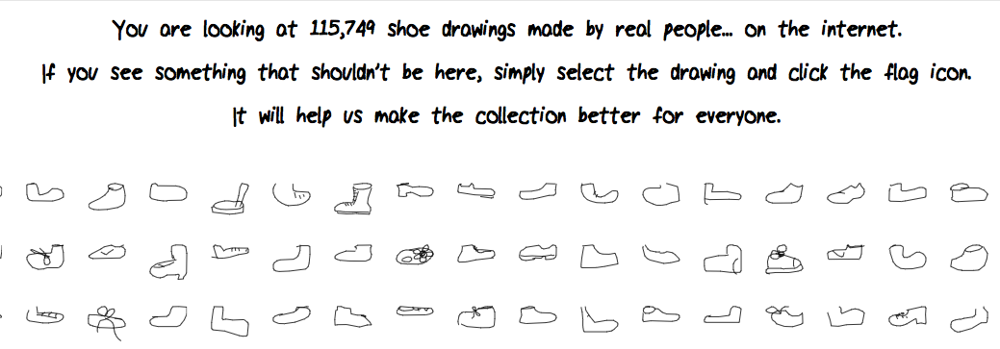 You are looking at 115,749 shoe drawings made by real people... on the internet.
If you see something that shouldn't be here, simply select the drawing and click the flag icon.
It will help us make the collection better for everyone.